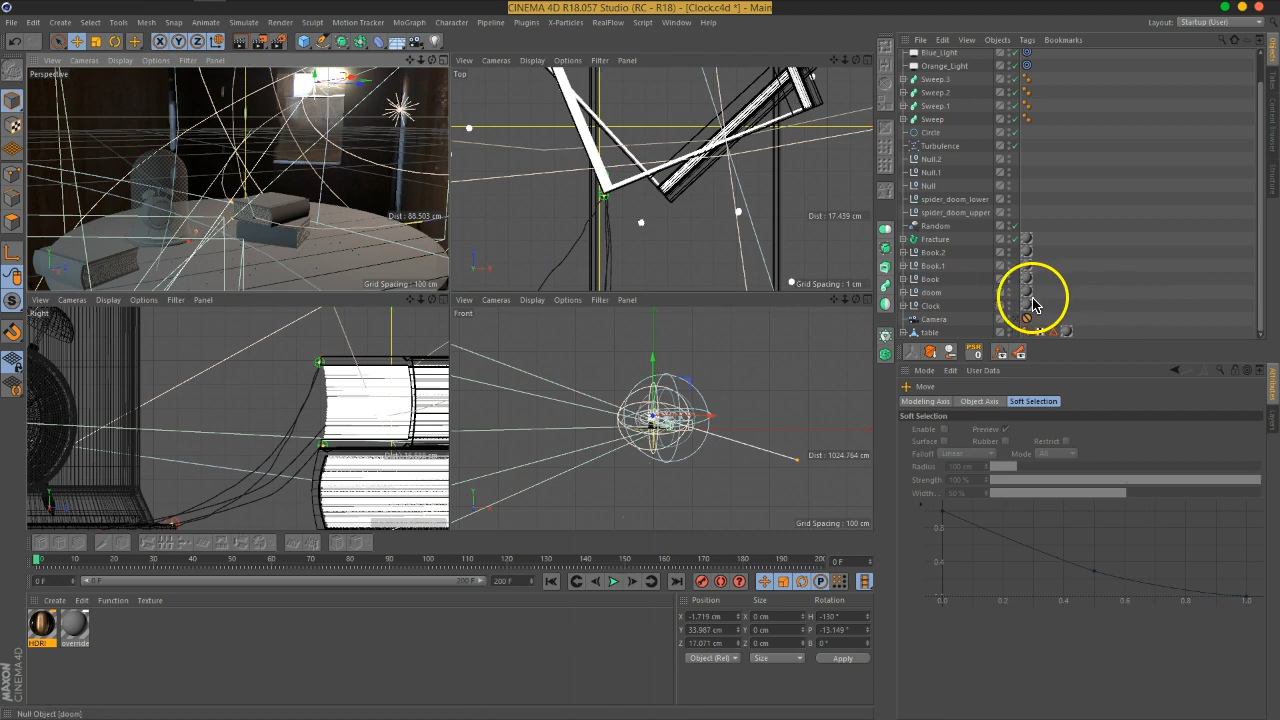 CINEMA 4D R18.057 Studio (RC - R18) - [Clock.c4d *] - Main
File Edit Create Select Tools Mesh Snap Animate Simulate Render Sculpt Motion Tracker MoGraph Character Pipeline Plugins X-Particles RealFlow Script Window Help
Layout: Startup (User)
File Edit View Objects Tags Bookmarks
View Cameras Display Options Filter Panel
View Cameras Display Options Filter Panel
Perspective
Top
Dist : 88.503 cm
Dist : 17.439 cm
Grid Spacing : 100 cm
Grid Spacing : 1 cm
View Cameras Display Options Filter Panel
View Cameras Display Options Filter Panel
Right
Front
Dist : 1024.764 cm
Grid Spacing : 100 cm
Blue_Light
Orange_Light
Sweep.3
Sweep.2
Sweep.1
Sweep
Circle
Turbulence
Null.2
Null.1
Null
spider_doom_lower
spider_doom_upper
Random
Fracture
Book.2
Book.1
Book
doom
Clock
Camera
table
PSR
0
Mode Edit User Data
Move
Modeling Axis Object Axis Soft Selection
Soft Selection
Enable Preview
Surface Rubber Restrict
Falloff Linear Mode All
Radius 100 cm
Strength 100 %
Width... 50 %
0.8
0.4
0.0 0.2 0.4 0.6 0.8 1.0
Objects
Takes
Content Browser
Structure
Attributes
Layers
0 10 20 30 40 50 60 70 80 90 100 110 120 130 140 150 160 170 180 190 200
0 F
0 F 0 F 200 F 200 F
Create Edit Function Texture
HDRI
override
Position Size Rotation
X -1.719 cm X 0 cm H -130 °
Y 33.987 cm Y 0 cm P -13.149 °
Z 17.071 cm Z 0 cm B 0 °
Object (Rel) Size Apply
MAXON
CINEMA 4D
Null Object [doom]